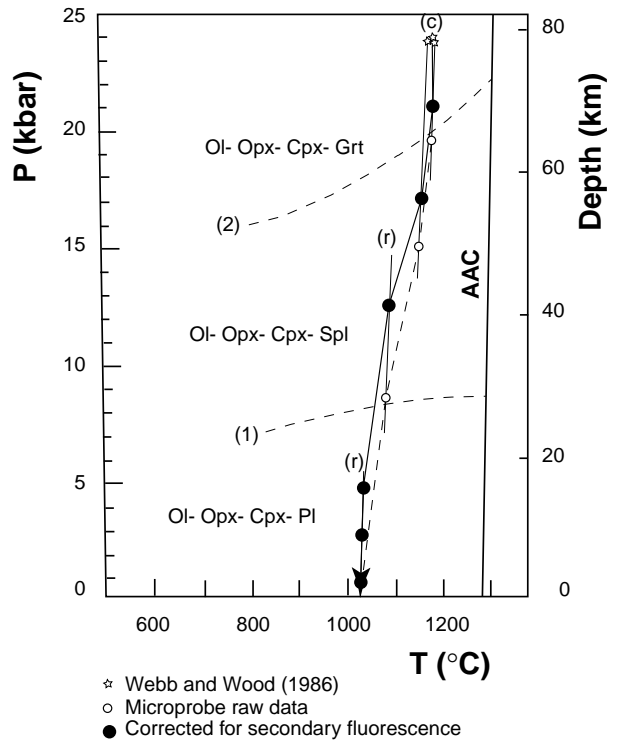 25
20
15
10
5
0
P (kbar)
80
60
40
20
0
Depth (km)
(c)
Ol- Opx- Cpx- Grt
(2)
(r)
AAC
Ol- Opx- Cpx- Spl
(1)
(r)
Ol- Opx- Cpx- Pl
600 800 1000 1200
T (°C)
Webb and Wood (1986)
Microprobe raw data
Corrected for secondary fluorescence